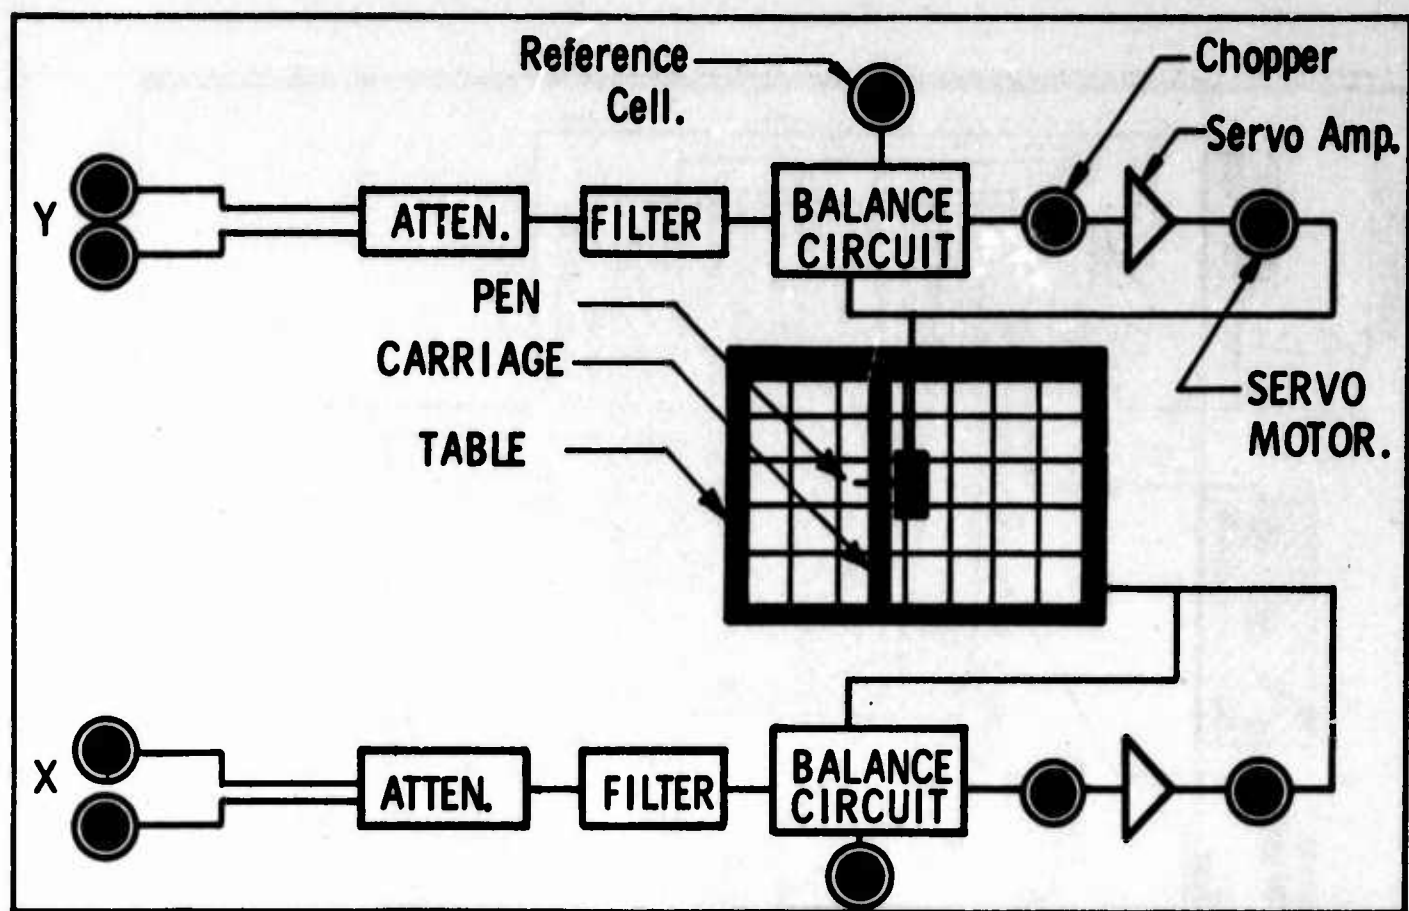 Reference
Cell.
Chopper
Servo Amp.
Y
ATTEN.
FILTER
BALANCE
CIRCUIT
PEN
CARRIAGE
TABLE
SERVO
MOTOR.
X
ATTEN.
FILTER
BALANCE
CIRCUIT